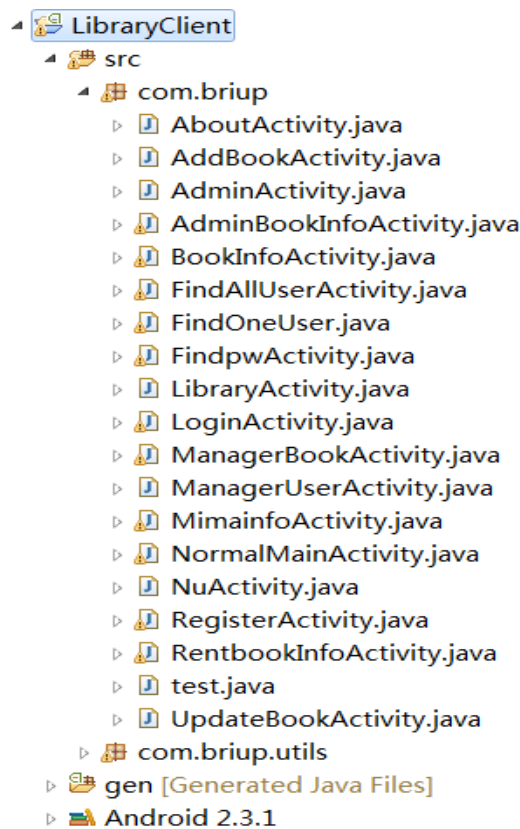 LibraryClient
src
com.briup
AboutActivity.java
AddBookActivity.java
AdminActivity.java
AdminBookInfoActivity.java
BookInfoActivity.java
FindAllUserActivity.java
FindOneUser.java
FindpwActivity.java
LibraryActivity.java
LoginActivity.java
ManagerBookActivity.java
ManagerUserActivity.java
MimainfoActivity.java
NormalMainActivity.java
NuActivity.java
RegisterActivity.java
RentbookInfoActivity.java
test.java
UpdateBookActivity.java
com.briup.utils
gen [Generated Java Files]
Android 2.3.1